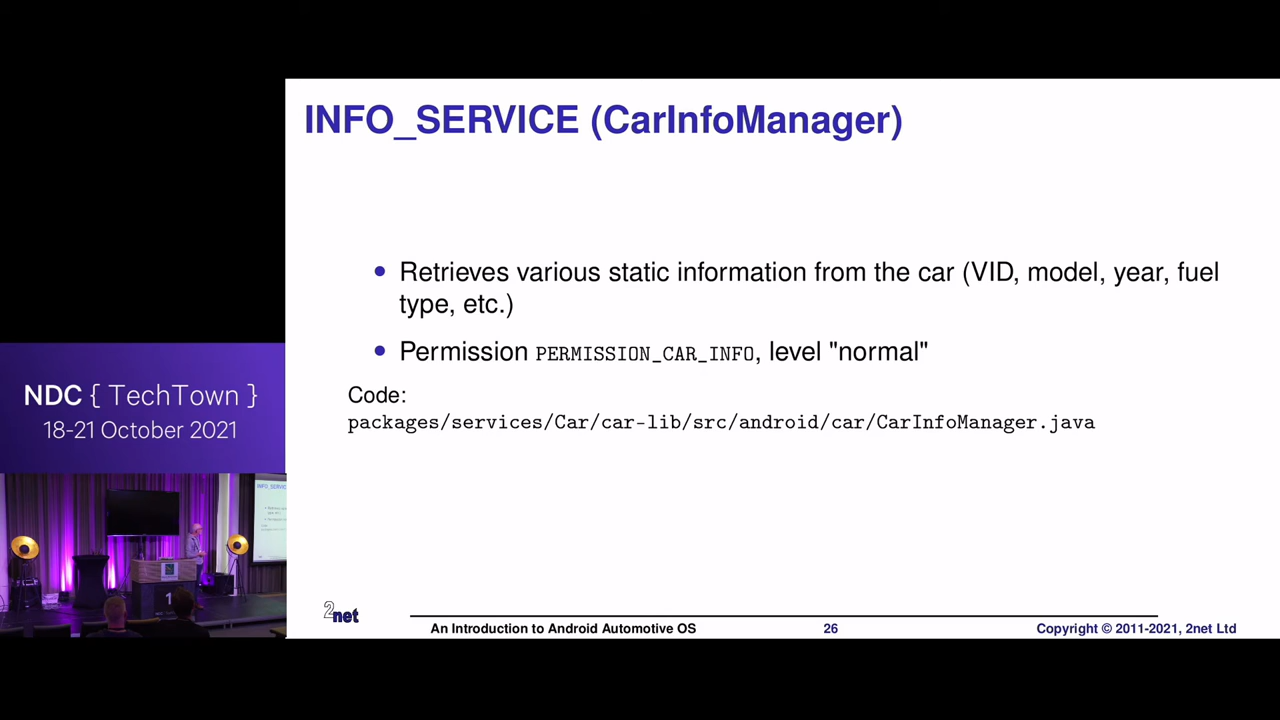 INFO_SERVICE (CarInfoManager)
• Retrieves various static information from the car (VID, model, year, fuel
type, etc.)
• Permission PERMISSION_CAR_INFO, level "normal"
Code:
packages/services/Car/car-lib/src/android/car/CarInfoManager.java
NDC { TechTown }
18-21 October 2021
INFO_SERVIC
1
2net
An Introduction to Android Automotive OS 26 Copyright © 2011-2021, 2net Ltd